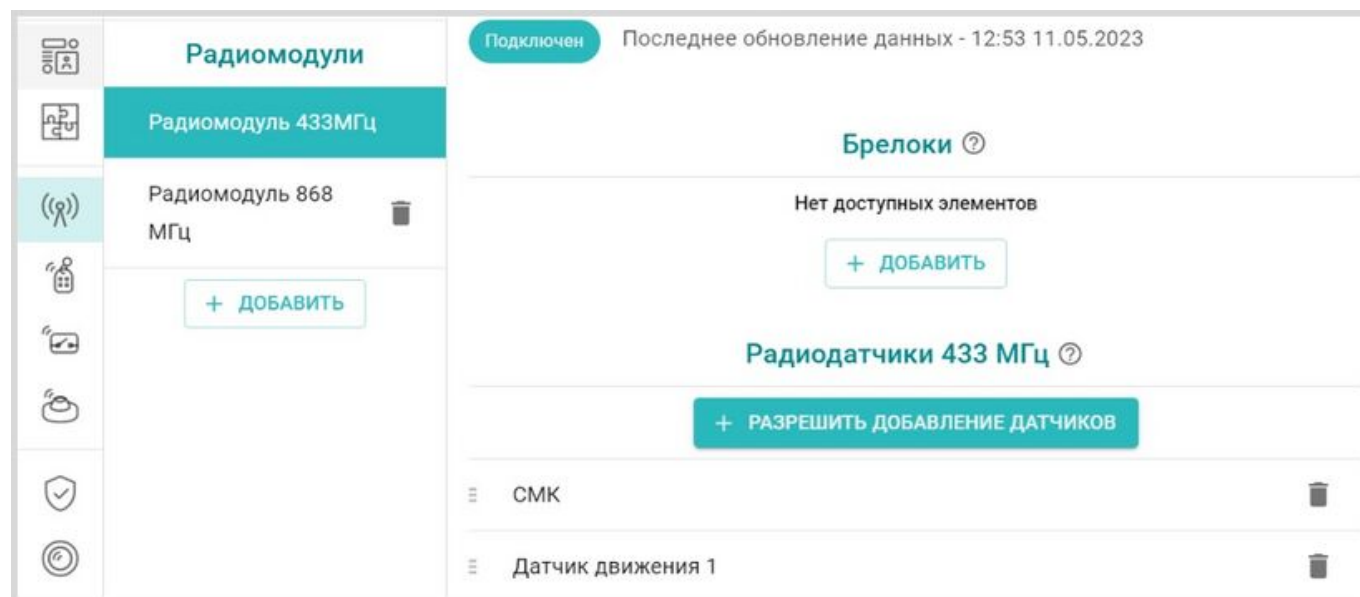 Радиомодули
Радиомодуль 433МГц
Радиомодуль 868
МГц
+ ДОБАВИТЬ
Подключен
Последнее обновление данных - 12:53 11.05.2023
Брелоки
Нет доступных элементов
+ ДОБАВИТЬ
Радиодатчики 433 МГц
+ РАЗРЕШИТЬ ДОБАВЛЕНИЕ ДАТЧИКОВ
СМК
Датчик движения 1